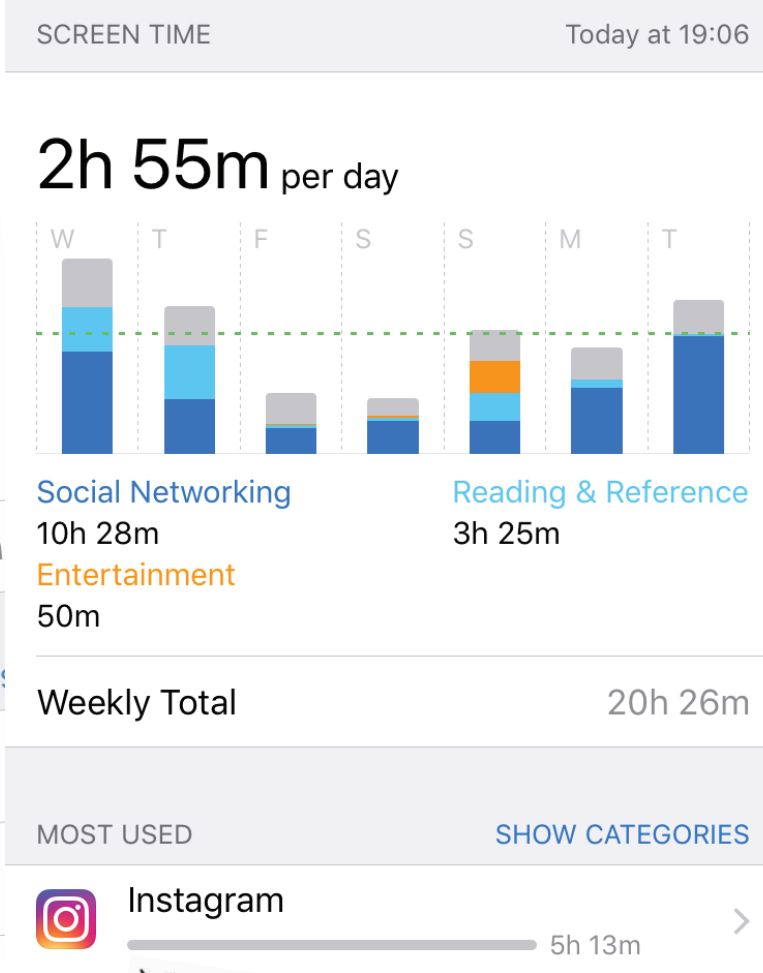 SCREEN TIME Today at 19:06
2h 55m per day
W T F S S M T
Social Networking Reading & Reference
10h 28m 3h 25m
Entertainment
50m
Weekly Total 20h 26m
MOST USED SHOW CATEGORIES
Instagram
5h 13m